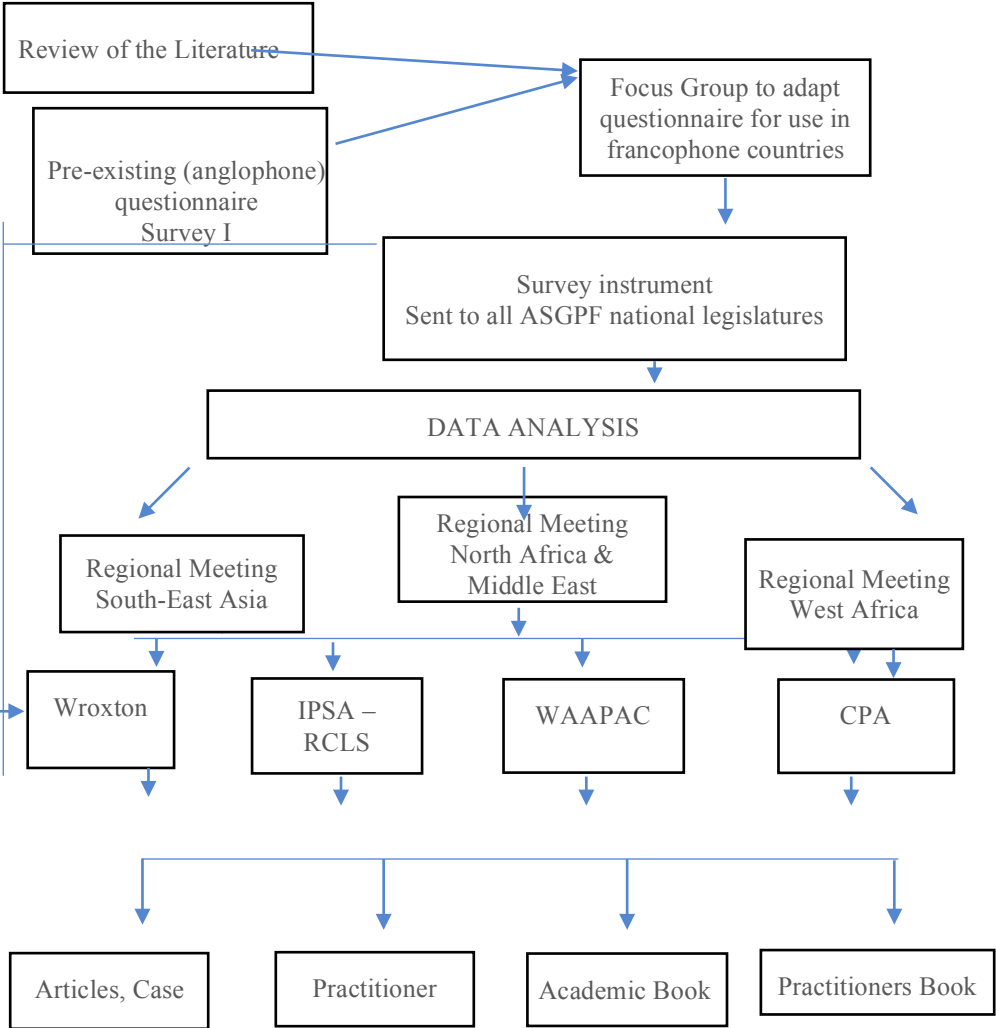 Review of the Literature
Focus Group to adapt
questionnaire for use in
francophone countries
Pre-existing (anglophone)
questionnaire
Survey I
Survey instrument
Sent to all ASGPF national legislatures
DATA ANALYSIS
Regional Meeting
South-East Asia
Regional Meeting
North Africa &
Middle East
Regional Meeting
West Africa
Wroxton
IPSA –
RCLS
WAAPAC
CPA
Articles, Case
Practitioner
Academic Book
Practitioners Book